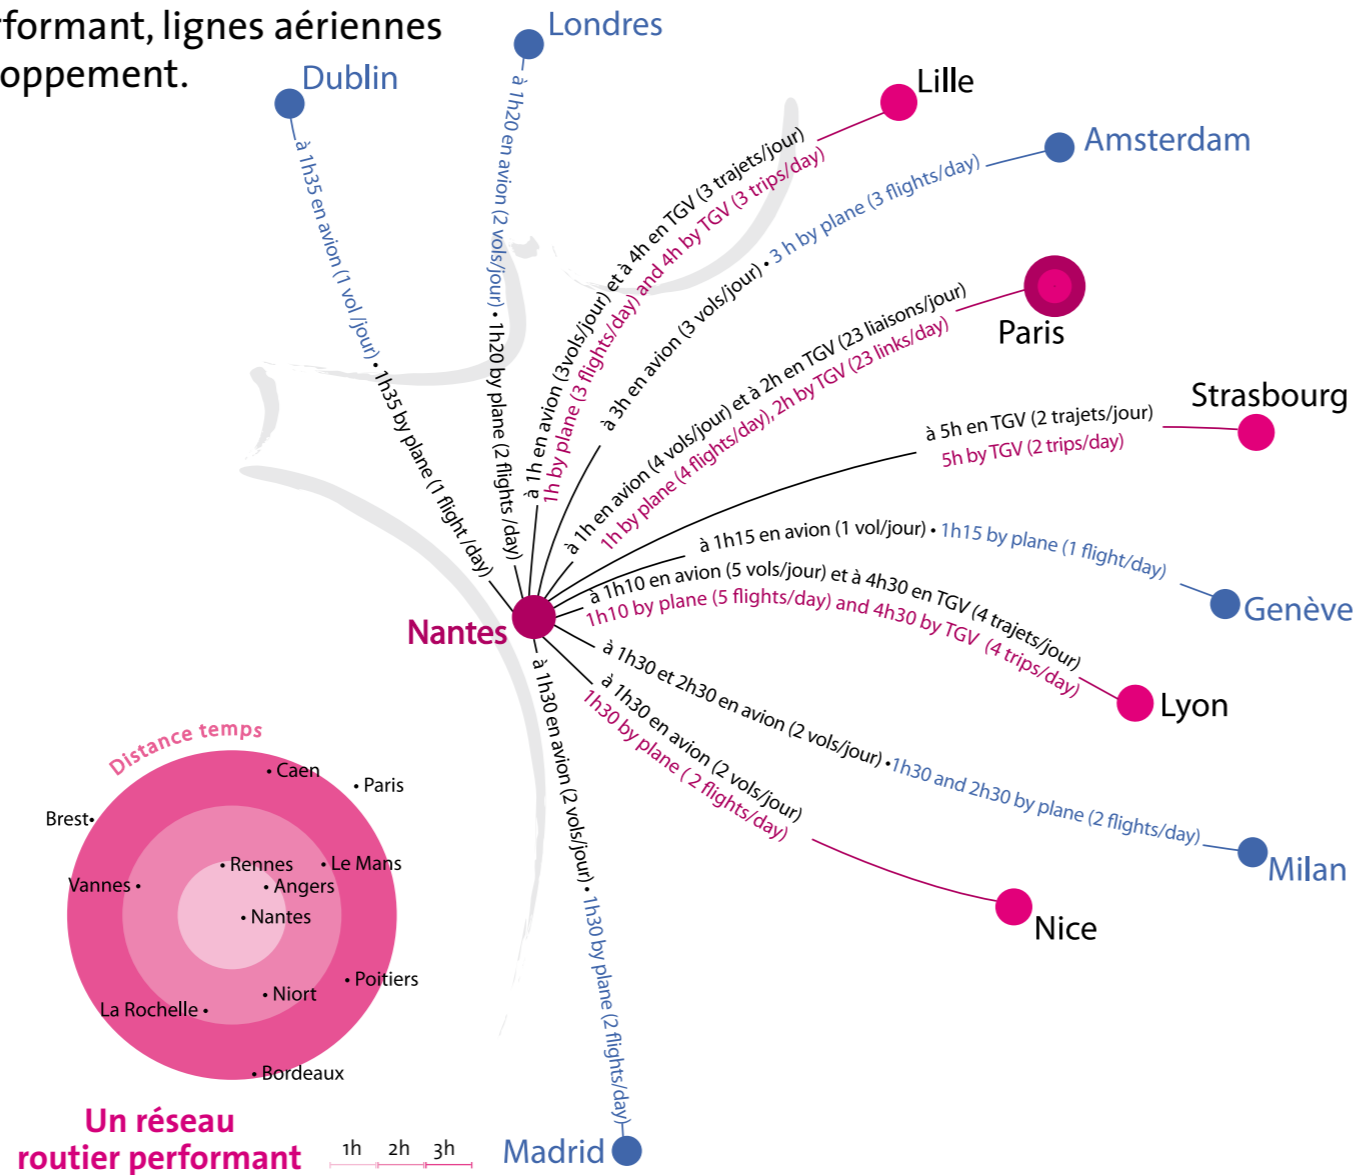 rformant, lignes aériennes
loppement.
Londres
Dublin
Lille
Amsterdam
Paris
Strasbourg
Genève
Lyon
Milan
Nice
Madrid
Nantes
à 1h35 en avion (1 vol /jour) • 1h35 by plane (1 flight /day)
à 1h20 en avion (2 vols/jour) • 1h20 by plane (2 flights /day)
à 1h en avion (3vols/jour) et à 4h en TGV (3 trajets/jour)
1h by plane (3 flights/day) and 4h by TGV (3 trips/day)
à 3h en avion (3 vols/jour) • 3 h by plane (3 flights/day)
à 1h en avion (4 vols/jour) et à 2h en TGV (23 liaisons/jour)
1h by plane (4 flights/day), 2h by TGV (23 links/day)
à 5h en TGV (2 trajets/jour)
5h by TGV (2 trips/day)
à 1h15 en avion (1 vol/jour) • 1h15 by plane (1 flight/day)
à 1h10 en avion (5 vols/jour) et à 4h30 en TGV (4 trajets/jour)
1h10 by plane (5 flights/day) and 4h30 by TGV (4 trips/day)
à 1h30 et 2h30 en avion (2 vols/jour) •1h30 and 2h30 by plane (2 flights/day)
à 1h30 en avion (2 vols/jour)
1h30 by plane ( 2 flights/day)
à 1h30 en avion (2 vols/jour) • 1h30 by plane (2 flights/day)
Distance temps
• Caen
• Paris
Brest•
• Rennes
• Le Mans
Vannes •
• Angers
• Nantes
• Poitiers
• Niort
La Rochelle •
• Bordeaux
Un réseau
routier performant
1h 2h 3h